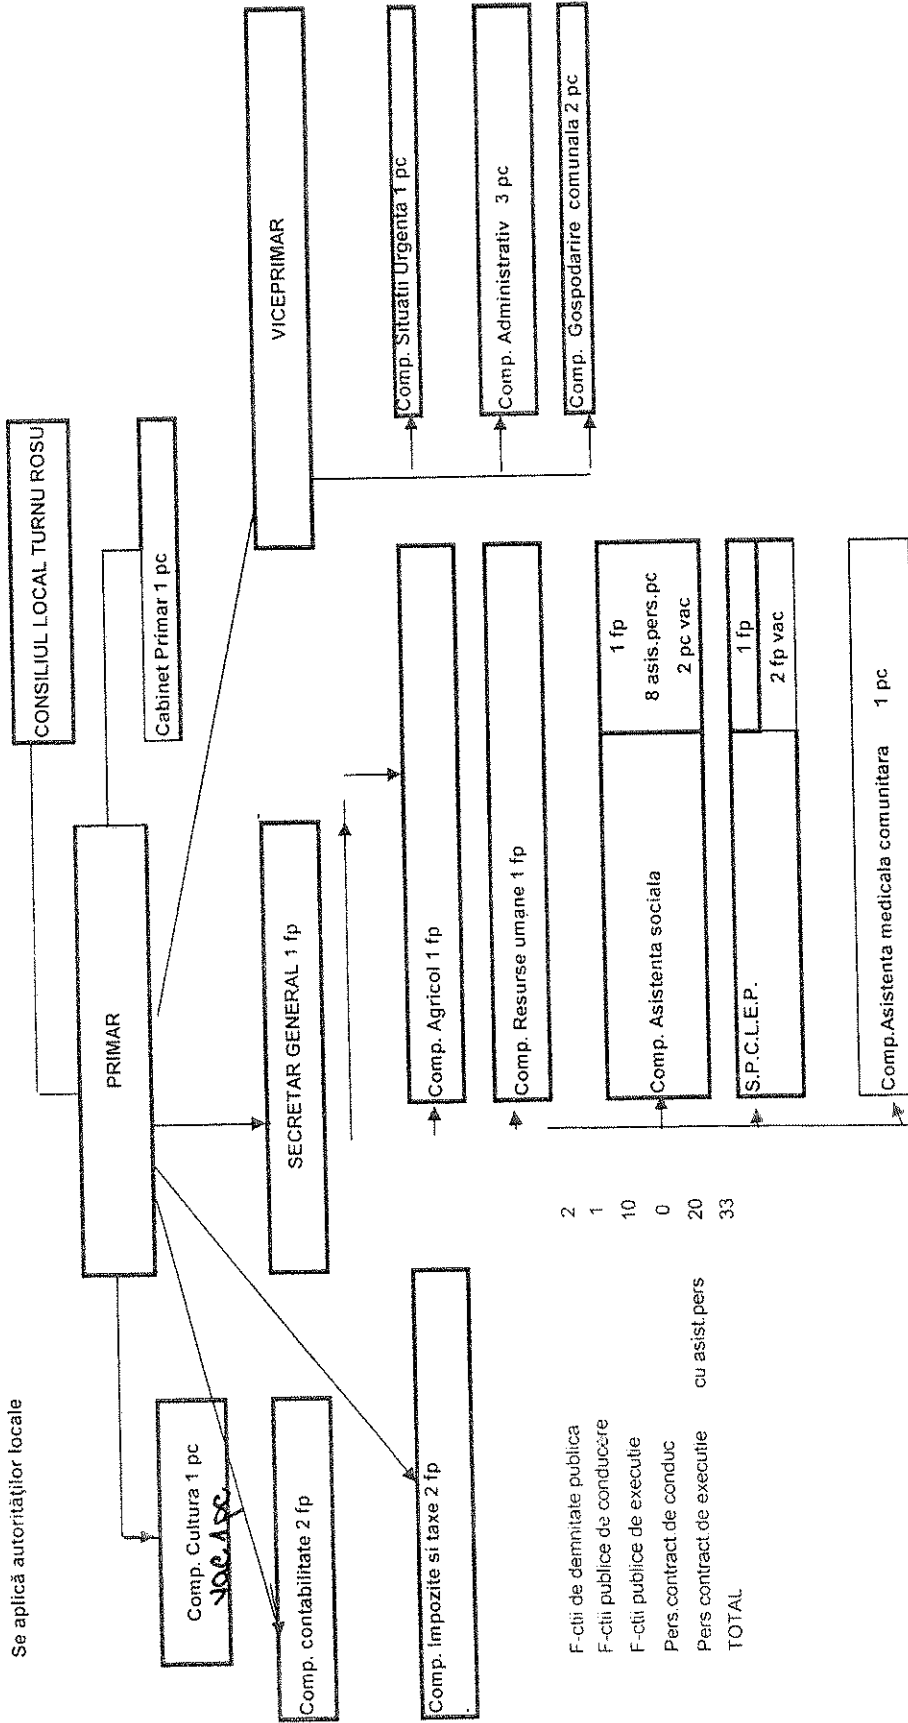 Se aplică autorităților locale
CONSILIUL LOCAL TURNU ROSU
PRIMAR
Cabinet Primar 1 pc
VICEPRIMAR
Comp. Cultura 1 pc
vac 1 pc
SECRETAR GENERAL 1 fp
Comp. contabilitate 2 fp
Comp. Impozite si taxe 2 fp
Comp. Agricol 1 fp
Comp. Resurse umane 1 fp
Comp. Asistenta sociala
1 fp
8 asis.pers.pc
2 pc vac
S.P.C.L.E.P.
1 fp
2 fp vac
Comp.Asistenta medicala comunitara 1 pc
Comp. Situatii Urgenta 1 pc
Comp. Administrativ 3 pc
Comp. Gospodarire comunala 2 pc
F-ctii de demnitate publica 2
F-ctii publice de conducere 1
F-ctii publice de executie 10
Pers.contract.de conduc 0
Pers contract.de executie cu asist.pers 20
TOTAL 33